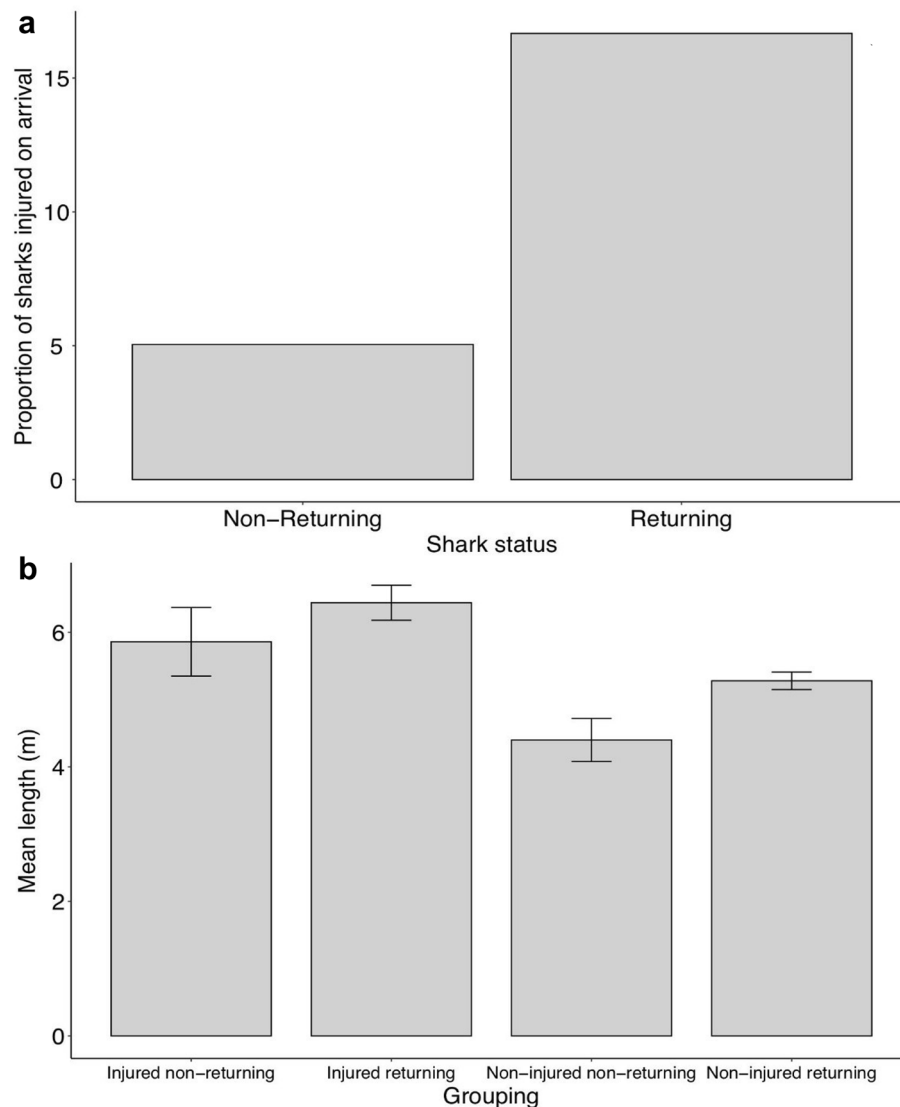 a
Proportion of sharks injured on arrival
15
10
5
0
Non−Returning Returning
Shark status
b
Mean length (m)
6
4
2
0
Injured non−returning Injured returning Non−injured non−returning Non−injured returning
Grouping